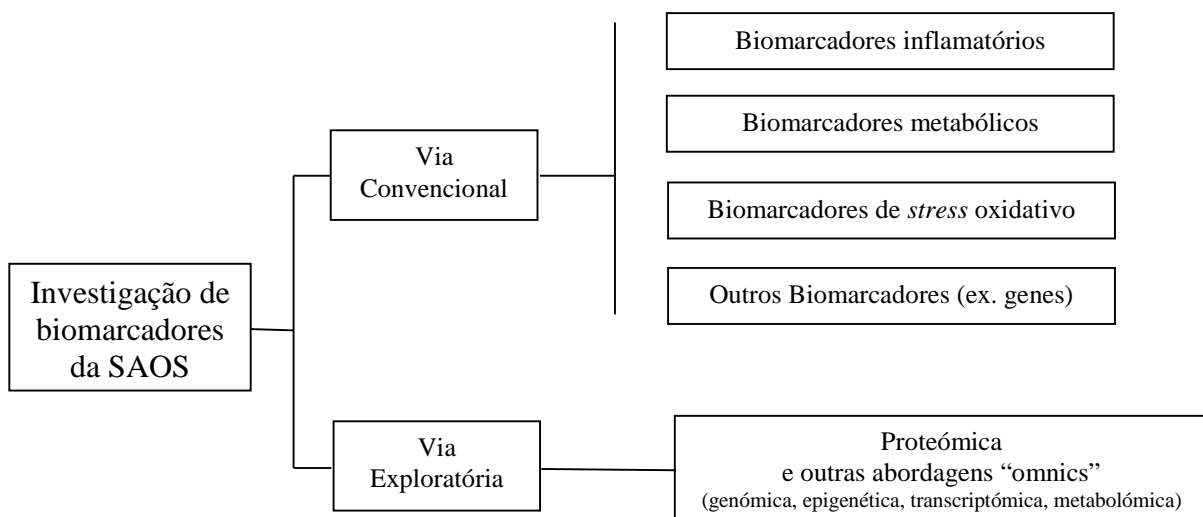 Investigação de
biomarcadores
da SAOS
Via
Convencional
Biomarcadores inflamatórios
Biomarcadores metabólicos
Biomarcadores de stress oxidativo
Outros Biomarcadores (ex. genes)
Via
Exploratória
Proteómica
e outras abordagens “omnics”
(genómica, epigenética, transcriptómica, metabolómica)